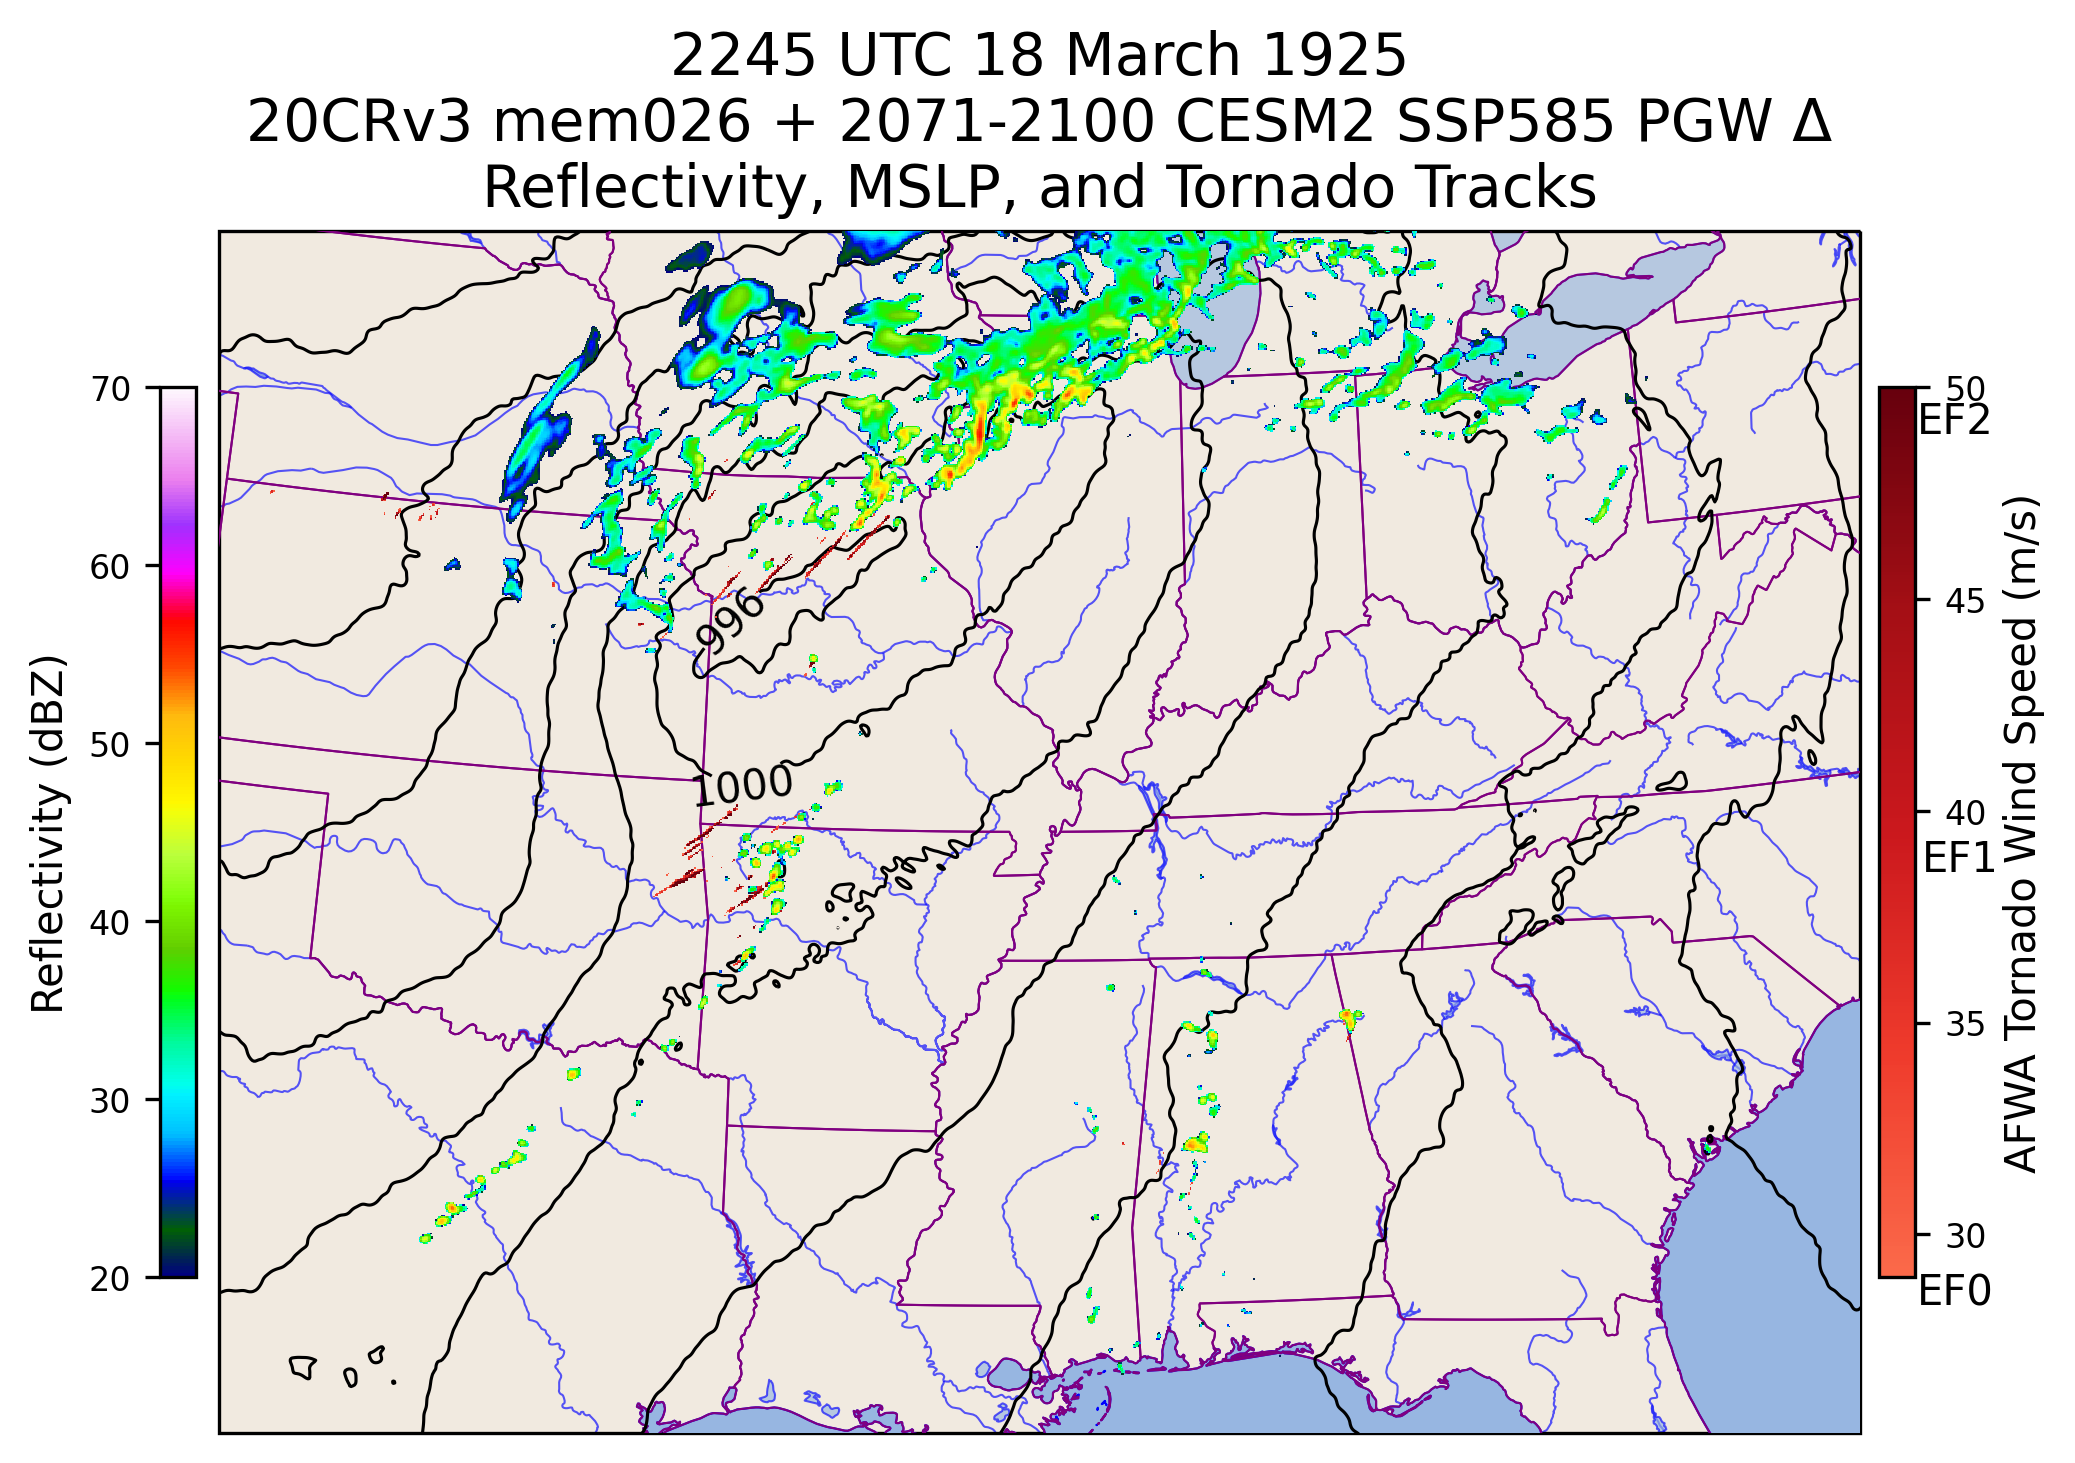 2245 UTC 18 March 1925
20CRv3 mem026 + 2071-2100 CESM2 SSP585 PGW Δ
Reflectivity, MSLP, and Tornado Tracks
Reflectivity (dBZ)
70
60
50
40
30
20
996
1000
50
EF2
45
40
EF1
35
30
EF0
AFWA Tornado Wind Speed (m/s)